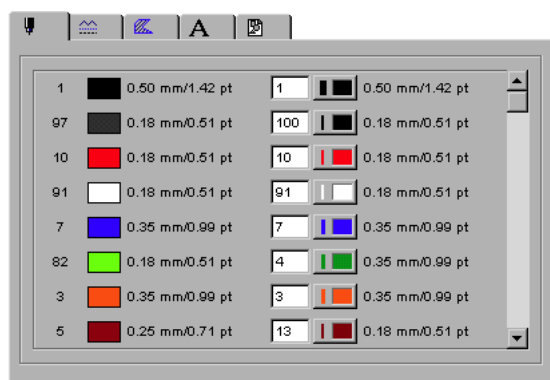 A
1 0.50 mm/1.42 pt 1 0.50 mm/1.42 pt
97 0.18 mm/0.51 pt 100 0.18 mm/0.51 pt
10 0.18 mm/0.51 pt 10 0.18 mm/0.51 pt
91 0.18 mm/0.51 pt 91 0.18 mm/0.51 pt
7 0.35 mm/0.99 pt 7 0.35 mm/0.99 pt
82 0.18 mm/0.51 pt 4 0.35 mm/0.99 pt
3 0.35 mm/0.99 pt 3 0.35 mm/0.99 pt
5 0.25 mm/0.71 pt 13 0.18 mm/0.51 pt